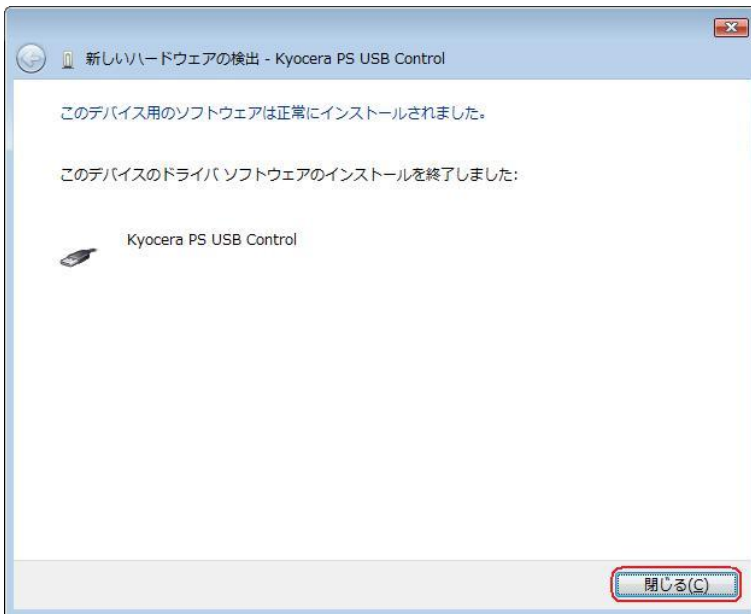 新しいハードウェアの検出 - Kyocera PS USB Control
このデバイス用のソフトウェアは正常にインストールされました。
このデバイスのドライバ ソフトウェアのインストールを終了しました:
Kyocera PS USB Control
閉じる(C)